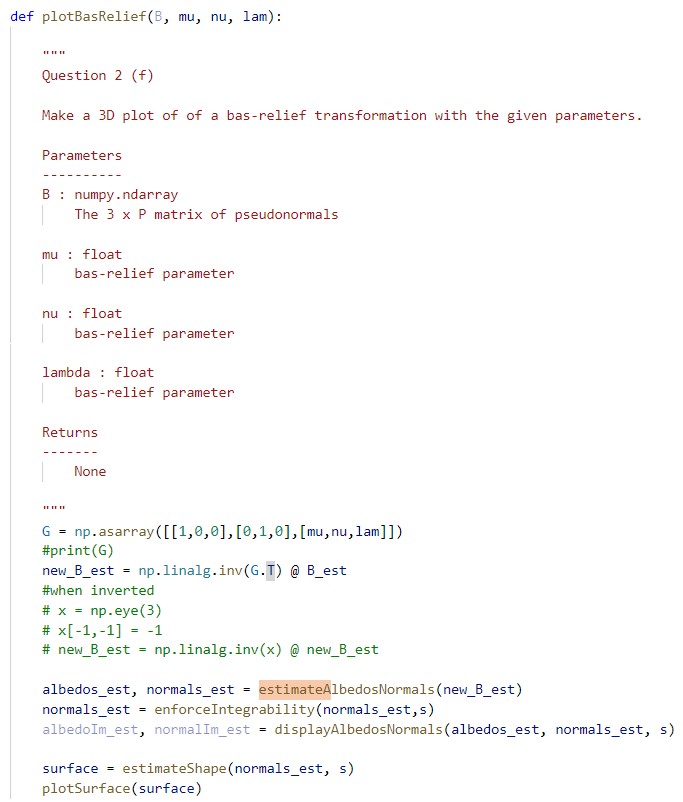 def plotBasRelief(B, mu, nu, lam):
"""
Question 2 (f)
Make a 3D plot of of a bas-relief transformation with the given parameters.
Parameters
----------
B : numpy.ndarray
The 3 x P matrix of pseudonormals
mu : float
bas-relief parameter
nu : float
bas-relief parameter
lambda : float
bas-relief parameter
Returns
-------
None
"""
G = np.asarray([[1,0,0],[0,1,0],[mu,nu,lam]])
#print(G)
new_B_est = np.linalg.inv(G.T) @ B_est
#when inverted
# x = np.eye(3)
# x[-1,-1] = -1
# new_B_est = np.linalg.inv(x) @ new_B_est
albedos_est, normals_est = estimateAlbedosNormals(new_B_est)
normals_est = enforceIntegrability(normals_est,s)
albedoIm_est, normalIm_est = displayAlbedosNormals(albedos_est, normals_est, s)
surface = estimateShape(normals_est, s)
plotSurface(surface)